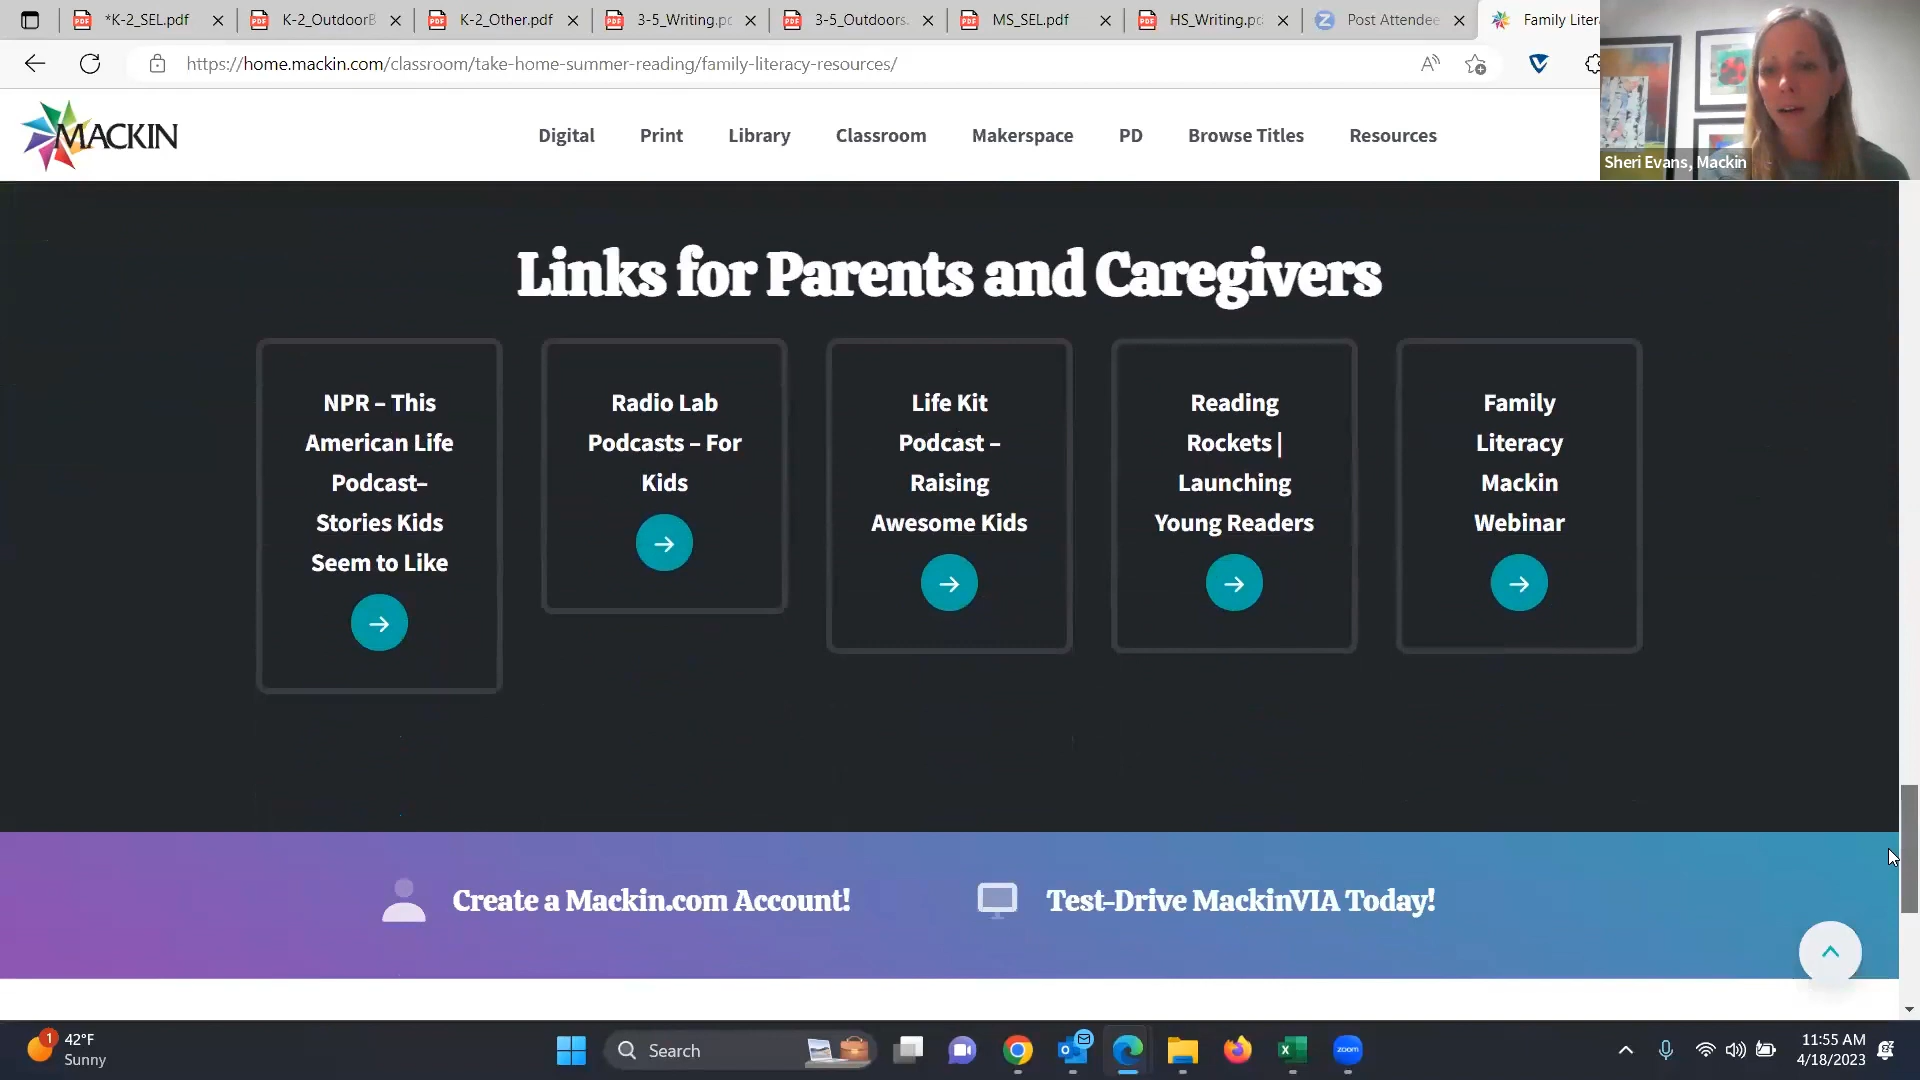 *K-2_SEL.pdf
K-2_OutdoorB
K-2_Other.pdf
3-5_Writing.pd
3-5_Outdoors.
MS_SEL.pdf
HS_Writing.pd
Post Attendee
Family Liter
https://home.mackin.com/classroom/take-home-summer-reading/family-literacy-resources/
MACKIN
Digital
Print
Library
Classroom
Makerspace
PD
Browse Titles
Resources
Sheri Evans, Mackin
Links for Parents and Caregivers
NPR – This
American Life
Podcast–
Stories Kids
Seem to Like
Radio Lab
Podcasts – For
Kids
Life Kit
Podcast –
Raising
Awesome Kids
Reading
Rockets |
Launching
Young Readers
Family
Literacy
Mackin
Webinar
Create a Mackin.com Account!
Test-Drive MackinVIA Today!
1
42°F
Sunny
Search
zoom
11:55 AM
4/18/2023